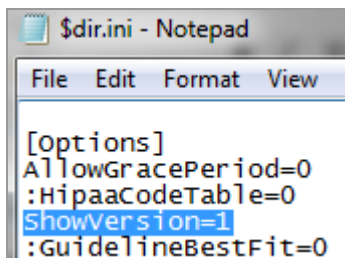 $dir.ini - Notepad
File Edit Format View
[Options]
AllowGracePeriod=0
:HipaaCodeTable=0
ShowVersion=1
:GuidelineBestFit=0